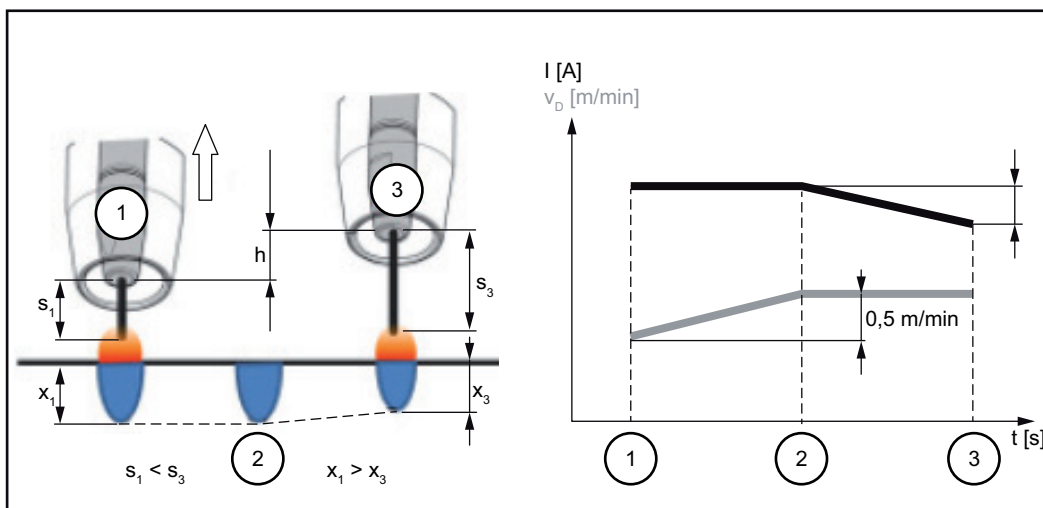 1
3
h
s1
s3
x1
x3
2
s1 < s3
x1 > x3
I [A]
vD [m/min]
0,5 m/min
t [s]
1
2
3